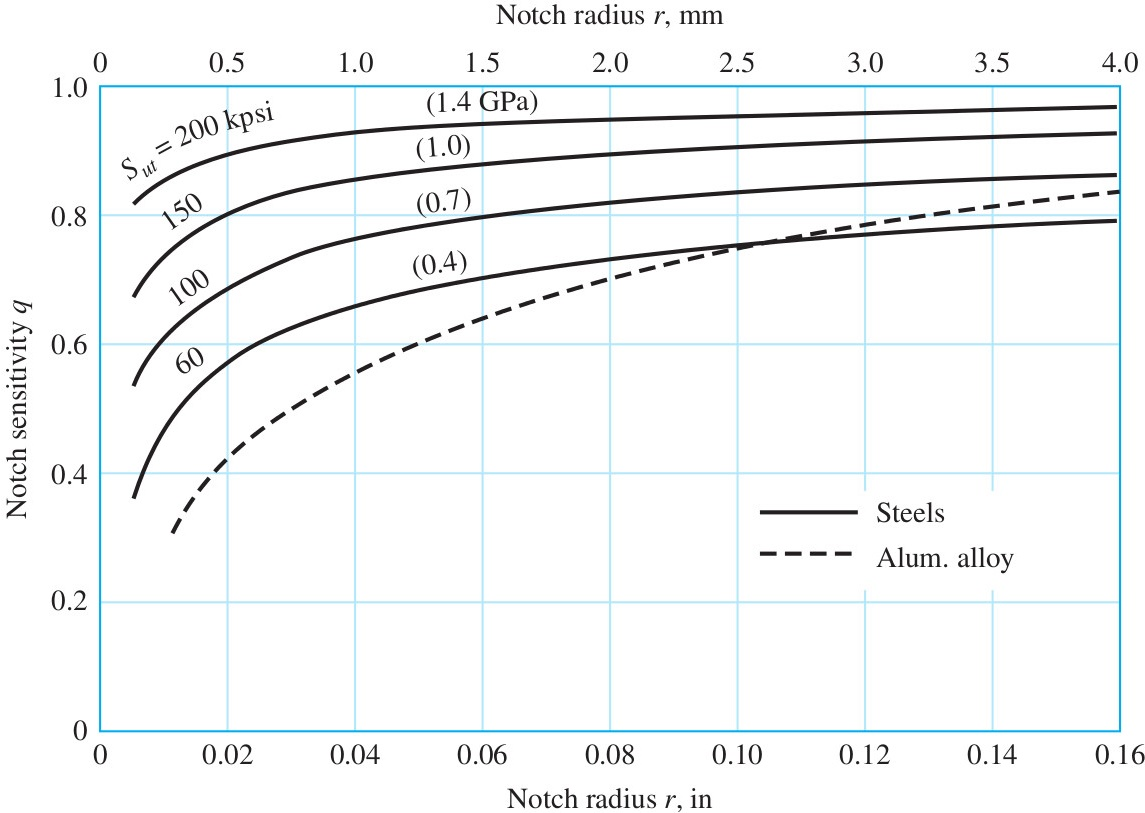 Notch radius r, mm
0 0.5 1.0 1.5 2.0 2.5 3.0 3.5 4.0
1.0
0.8
0.6
0.4
0.2
0
Notch sensitivity q
S_ut = 200 kpsi
(1.4 GPa)
150
(1.0)
100
(0.7)
60
(0.4)
Steels
Alum. alloy
0 0.02 0.04 0.06 0.08 0.10 0.12 0.14 0.16
Notch radius r, in